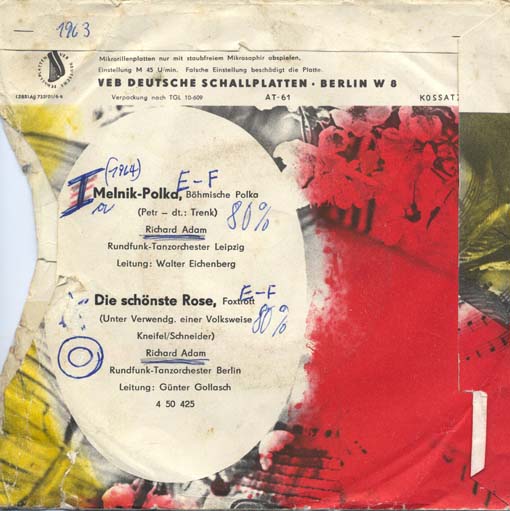 1963
Mikrorillenplatten nur mit staubfreiem Mikrosaphir abspielen.
Einstellung M 45 U/min. Falsche Einstellung beschädigt die Platte.
VEB DEUTSCHE SCHALLPLATTEN · BERLIN W 8
Verpackung nach TGL 10-609 AT-61 KOSSAT
(-1964) E-F
I Melnik-Polka, Böhmische Polka
(Petr – dt.: Trenk) 80%
Richard Adam
Rundfunk-Tanzorchester Leipzig
Leitung: Walter Eichenberg
E-F
Die schönste Rose, Foxtrott
(Unter Verwendg. einer Volksweise 80%
Kneifel/Schneider)
Richard Adam
Rundfunk-Tanzorchester Berlin
Leitung: Günter Gollasch
4 50 425